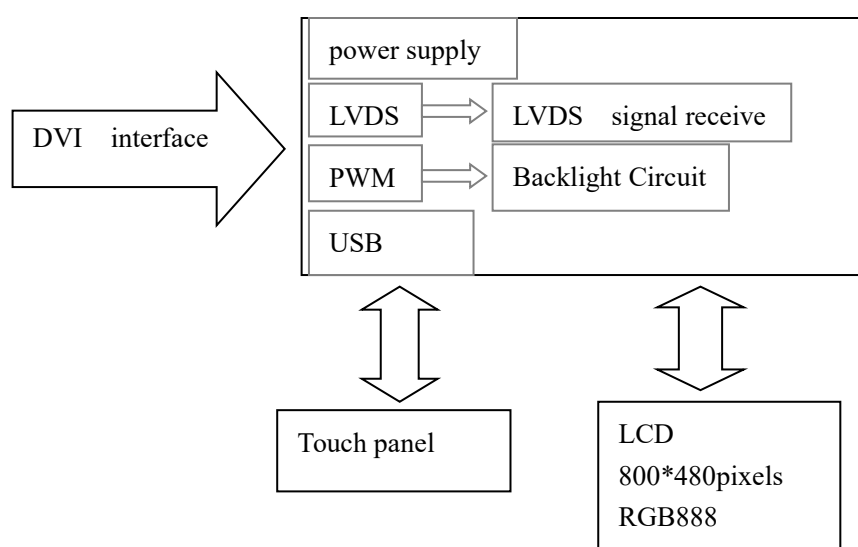 power supply
DVI interface
LVDS
LVDS signal receive
PWM
Backlight Circuit
USB
Touch panel
LCD
800*480pixels
RGB888